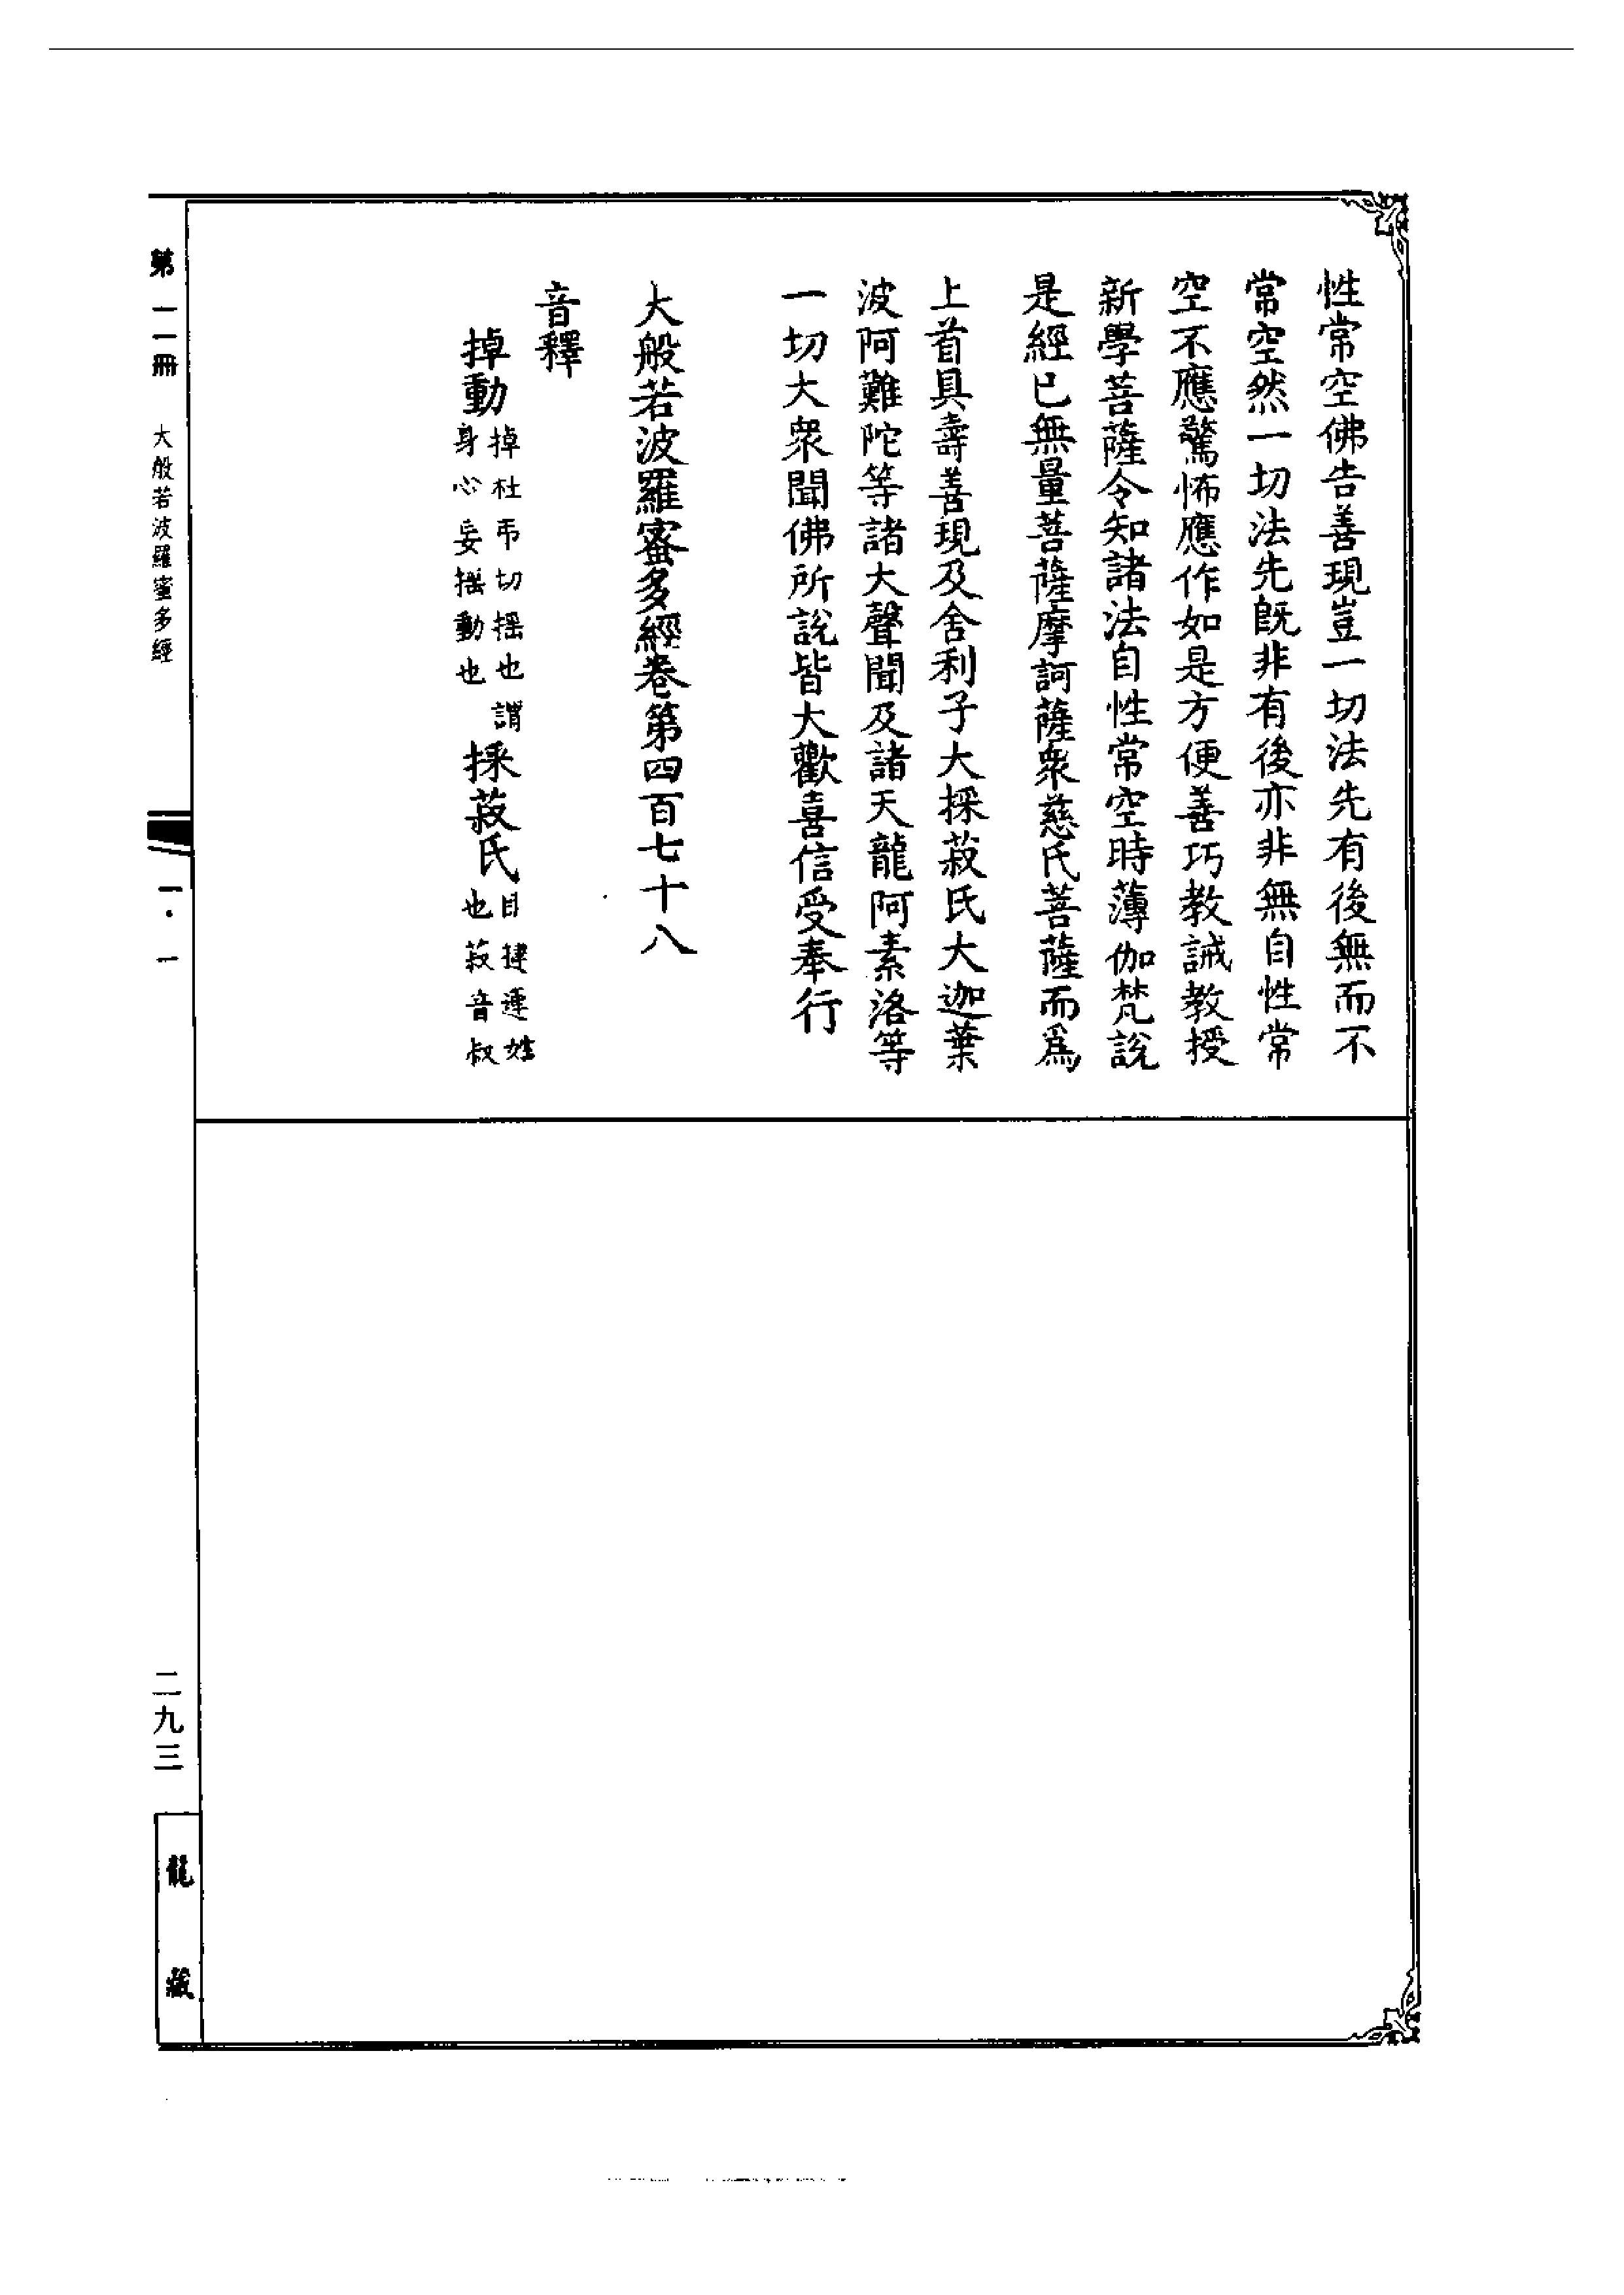 性常空佛告善現豈一切法先有後無而不
常空然一切法先既非有後亦非無自性常
空不應驚怖應作如是方便善巧教誡教授
新學菩薩令知諸法自性常空時薄伽梵說
是經已無量菩薩摩訶薩衆慈氏菩薩而爲
上首具壽善現及舍利子大採菽氏大迦葉
波阿難陀等諸大聲聞及諸天龍阿素洛等
一切大衆聞佛所說皆大歡喜信受奉行
大般若波羅蜜多經卷第四百七十八
音釋
掉動掉杜弔切搖也謂身心妄搖動也 採菽氏目揵連姓也菽音叔
第一一冊 大般若波羅蜜多經 一·一 二九三 龍藏